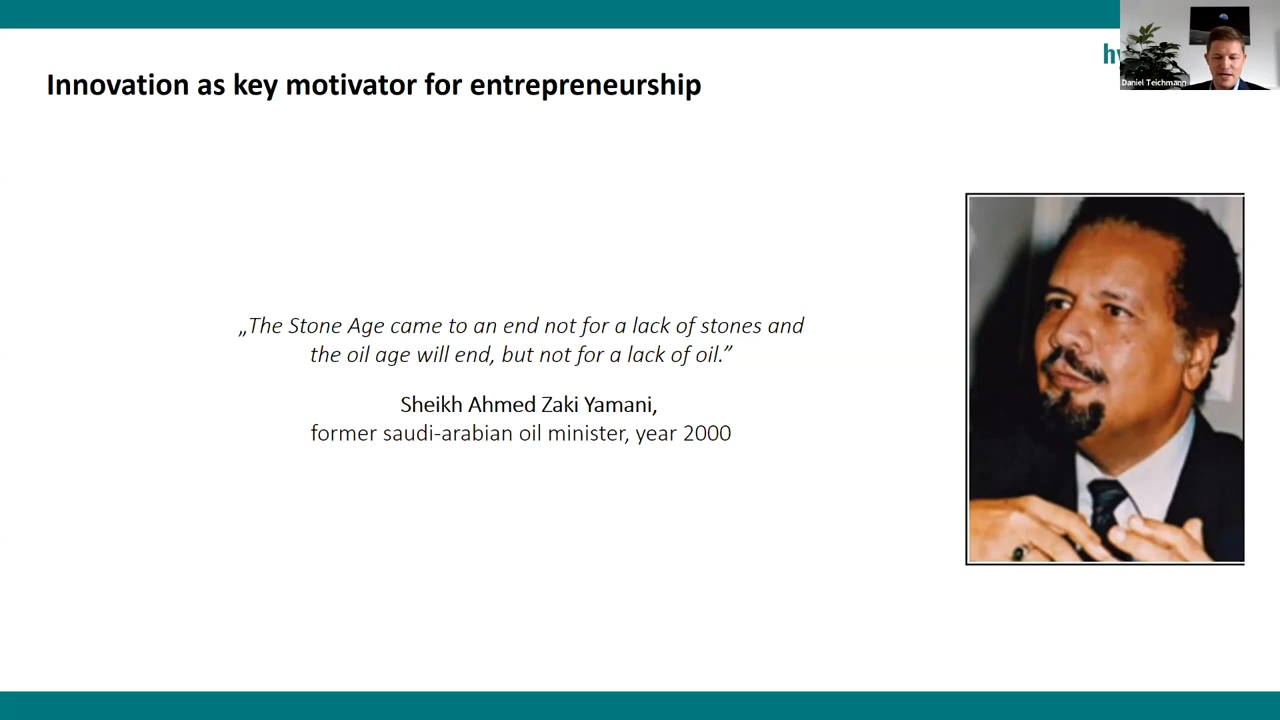 Innovation as key motivator for entrepreneurship
Daniel Teichmann
„The Stone Age came to an end not for a lack of stones and
the oil age will end, but not for a lack of oil.”
Sheikh Ahmed Zaki Yamani,
former saudi-arabian oil minister, year 2000